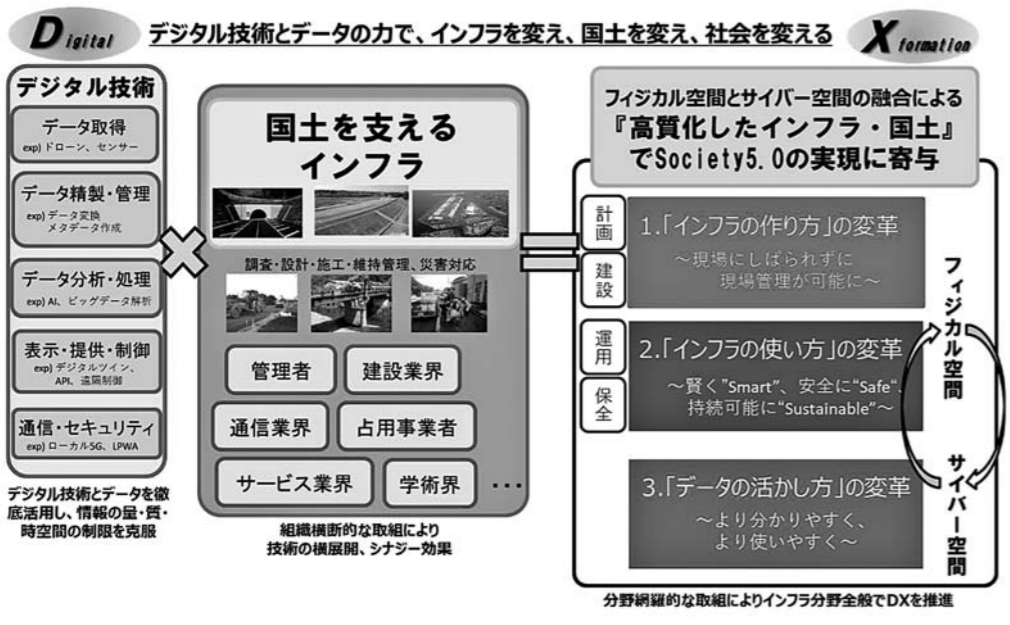 Digital
デジタル技術とデータの力で、インフラを変え、国土を変え、社会を変える
X formation
デジタル技術
データ取得
exp) ドローン、センサー
データ精製・管理
exp) データ変換
メタデータ作成
データ分析・処理
exp) AI、ビッグデータ解析
表示・提供・制御
exp) デジタルツイン、
API、遠隔制御
通信・セキュリティ
exp) ローカル5G、LPWA
デジタル技術とデータを徹
底活用し、情報の量・質・
時空間の制限を克服
国土を支える
インフラ
調査・設計・施工・維持管理、災害対応
管理者
建設業界
通信業界
占用事業者
サービス業界
学術界
・・・
組織横断的な取組により
技術の横展開、シナジー効果
フィジカル空間とサイバー空間の融合による
『高質化したインフラ・国土』
でSociety5.0の実現に寄与
計画
建設
運用
保全
1.「インフラの作り方」の変革
～現場にしばられずに
現場管理が可能に～
2.「インフラの使い方」の変革
～賢く”Smart”、安全に“Safe“、
持続可能に“Sustainable”～
3.「データの活かし方」の変革
～より分かりやすく、
より使いやすく～
フィジカル空間
サイバー空間
分野網羅的な取組によりインフラ分野全般でDXを推進